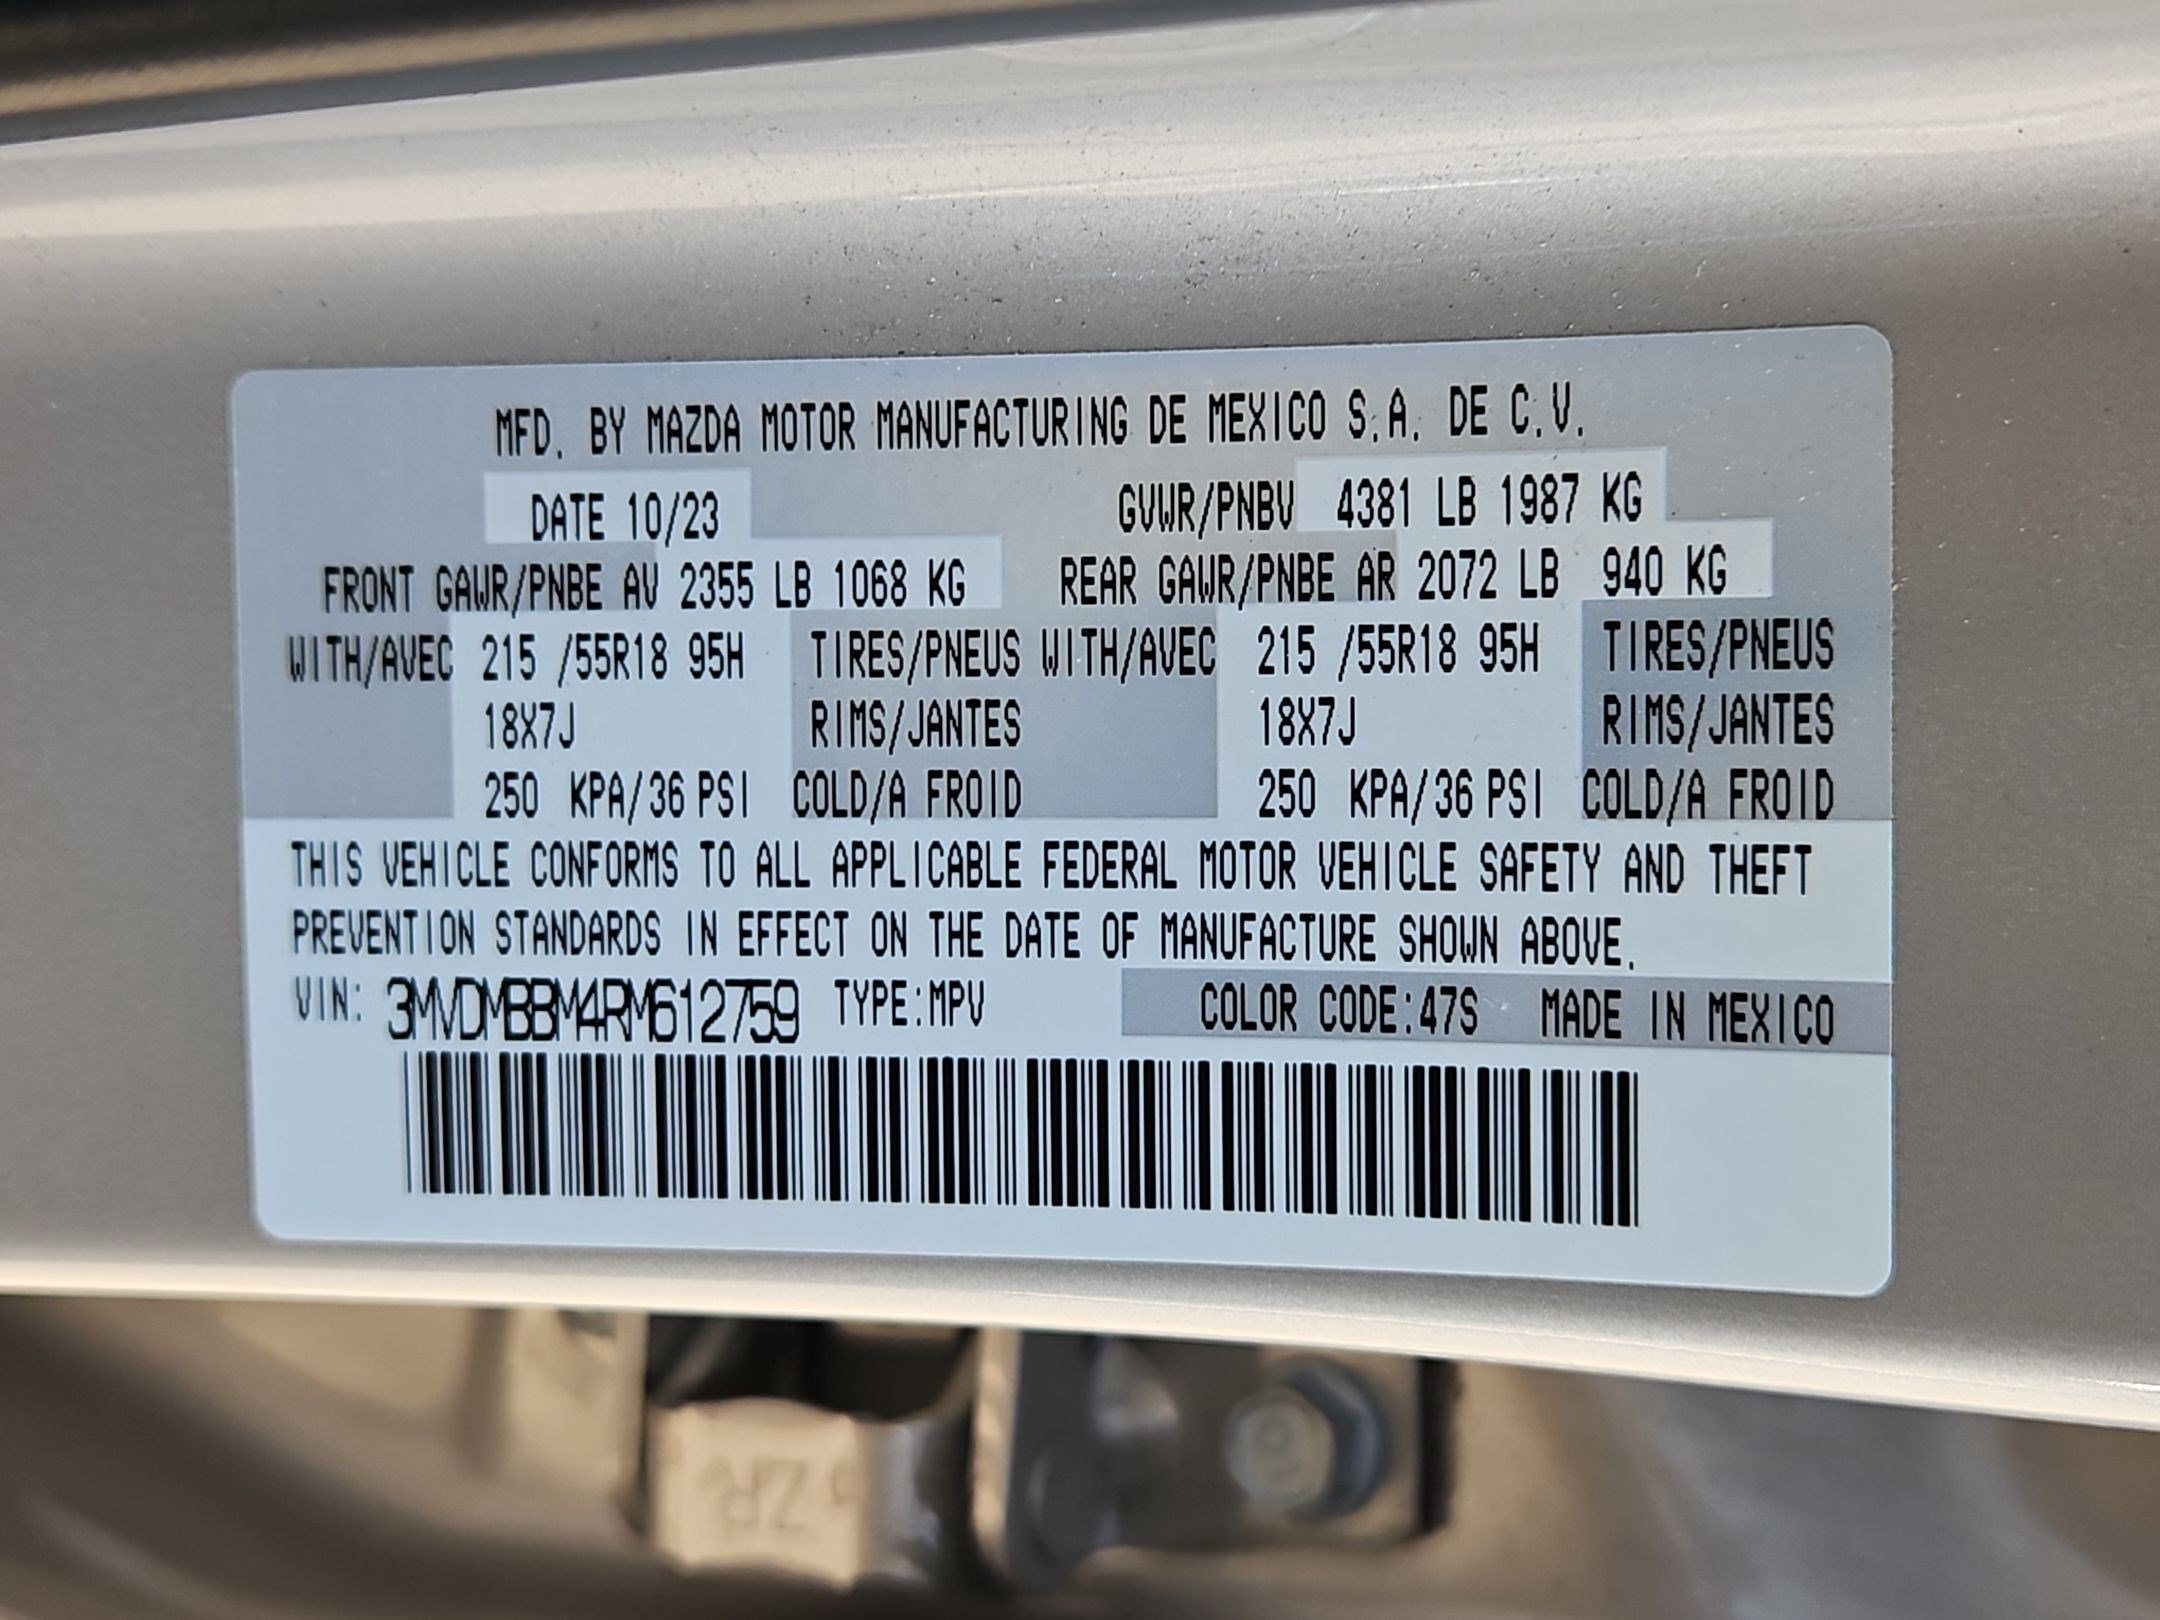 MFD. BY MAZDA MOTOR MANUFACTURING DE MEXICO S.A. DE C.V.
DATE 10/23 GVWR/PNBV 4381 LB 1987 KG
FRONT GAWR/PNBE AV 2355 LB 1068 KG REAR GAWR/PNBE AR 2072 LB 940 KG
WITH/AVEC 215 /55R18 95H TIRES/PNEUS WITH/AVEC 215 /55R18 95H TIRES/PNEUS
18X7J RIMS/JANTES 18X7J RIMS/JANTES
250 KPA/36 PSI COLD/A FROID 250 KPA/36 PSI COLD/A FROID
THIS VEHICLE CONFORMS TO ALL APPLICABLE FEDERAL MOTOR VEHICLE SAFETY AND THEFT
PREVENTION STANDARDS IN EFFECT ON THE DATE OF MANUFACTURE SHOWN ABOVE.
VIN: 3MVDMBBM4RM612759 TYPE:MPV COLOR CODE:47S MADE IN MEXICO